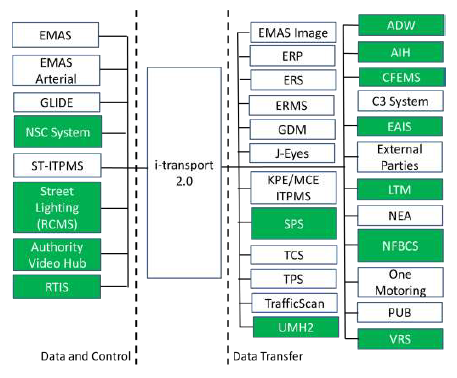 EMAS
EMAS
Arterial
GLIDE
NSC System
ST-ITPMS
Street
Lighting
(RCMS)
Authority
Video Hub
RTIS
Data and Control
i-transport
2.0
EMAS Image
ERP
ERS
ERMS
GDM
J-Eyes
KPE/MCE
ITPMS
SPS
TCS
TPS
TrafficScan
UMH2
Data Transfer
ADW
AIH
CFEMS
C3 System
EAIS
External
Parties
LTM
NEA
NFBCS
One
Motoring
PUB
VRS